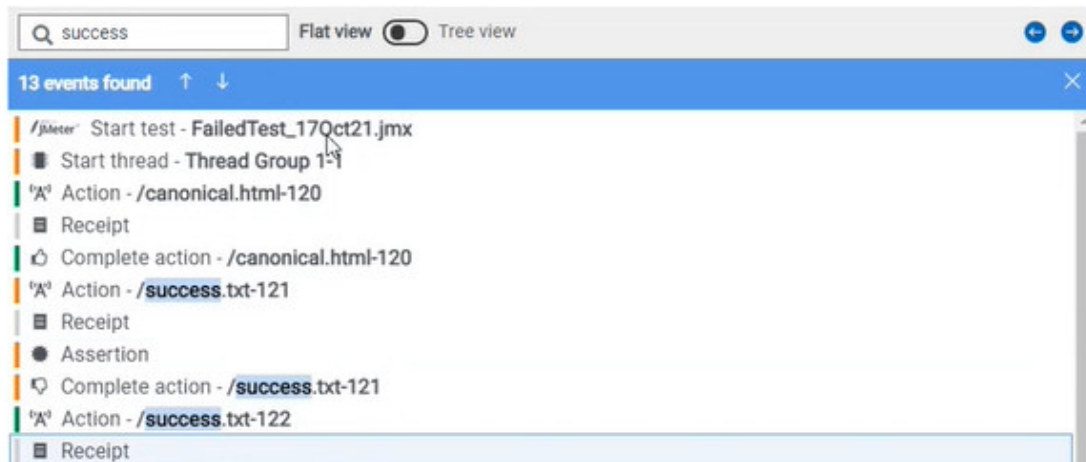 success Flat view Tree view
13 events found
JMeter Start test - FailedTest_17Oct21.jmx
Start thread - Thread Group 1-1
Action - /canonical.html-120
Receipt
Complete action - /canonical.html-120
Action - /success.txt-121
Receipt
Assertion
Complete action - /success.txt-121
Action - /success.txt-122
Receipt